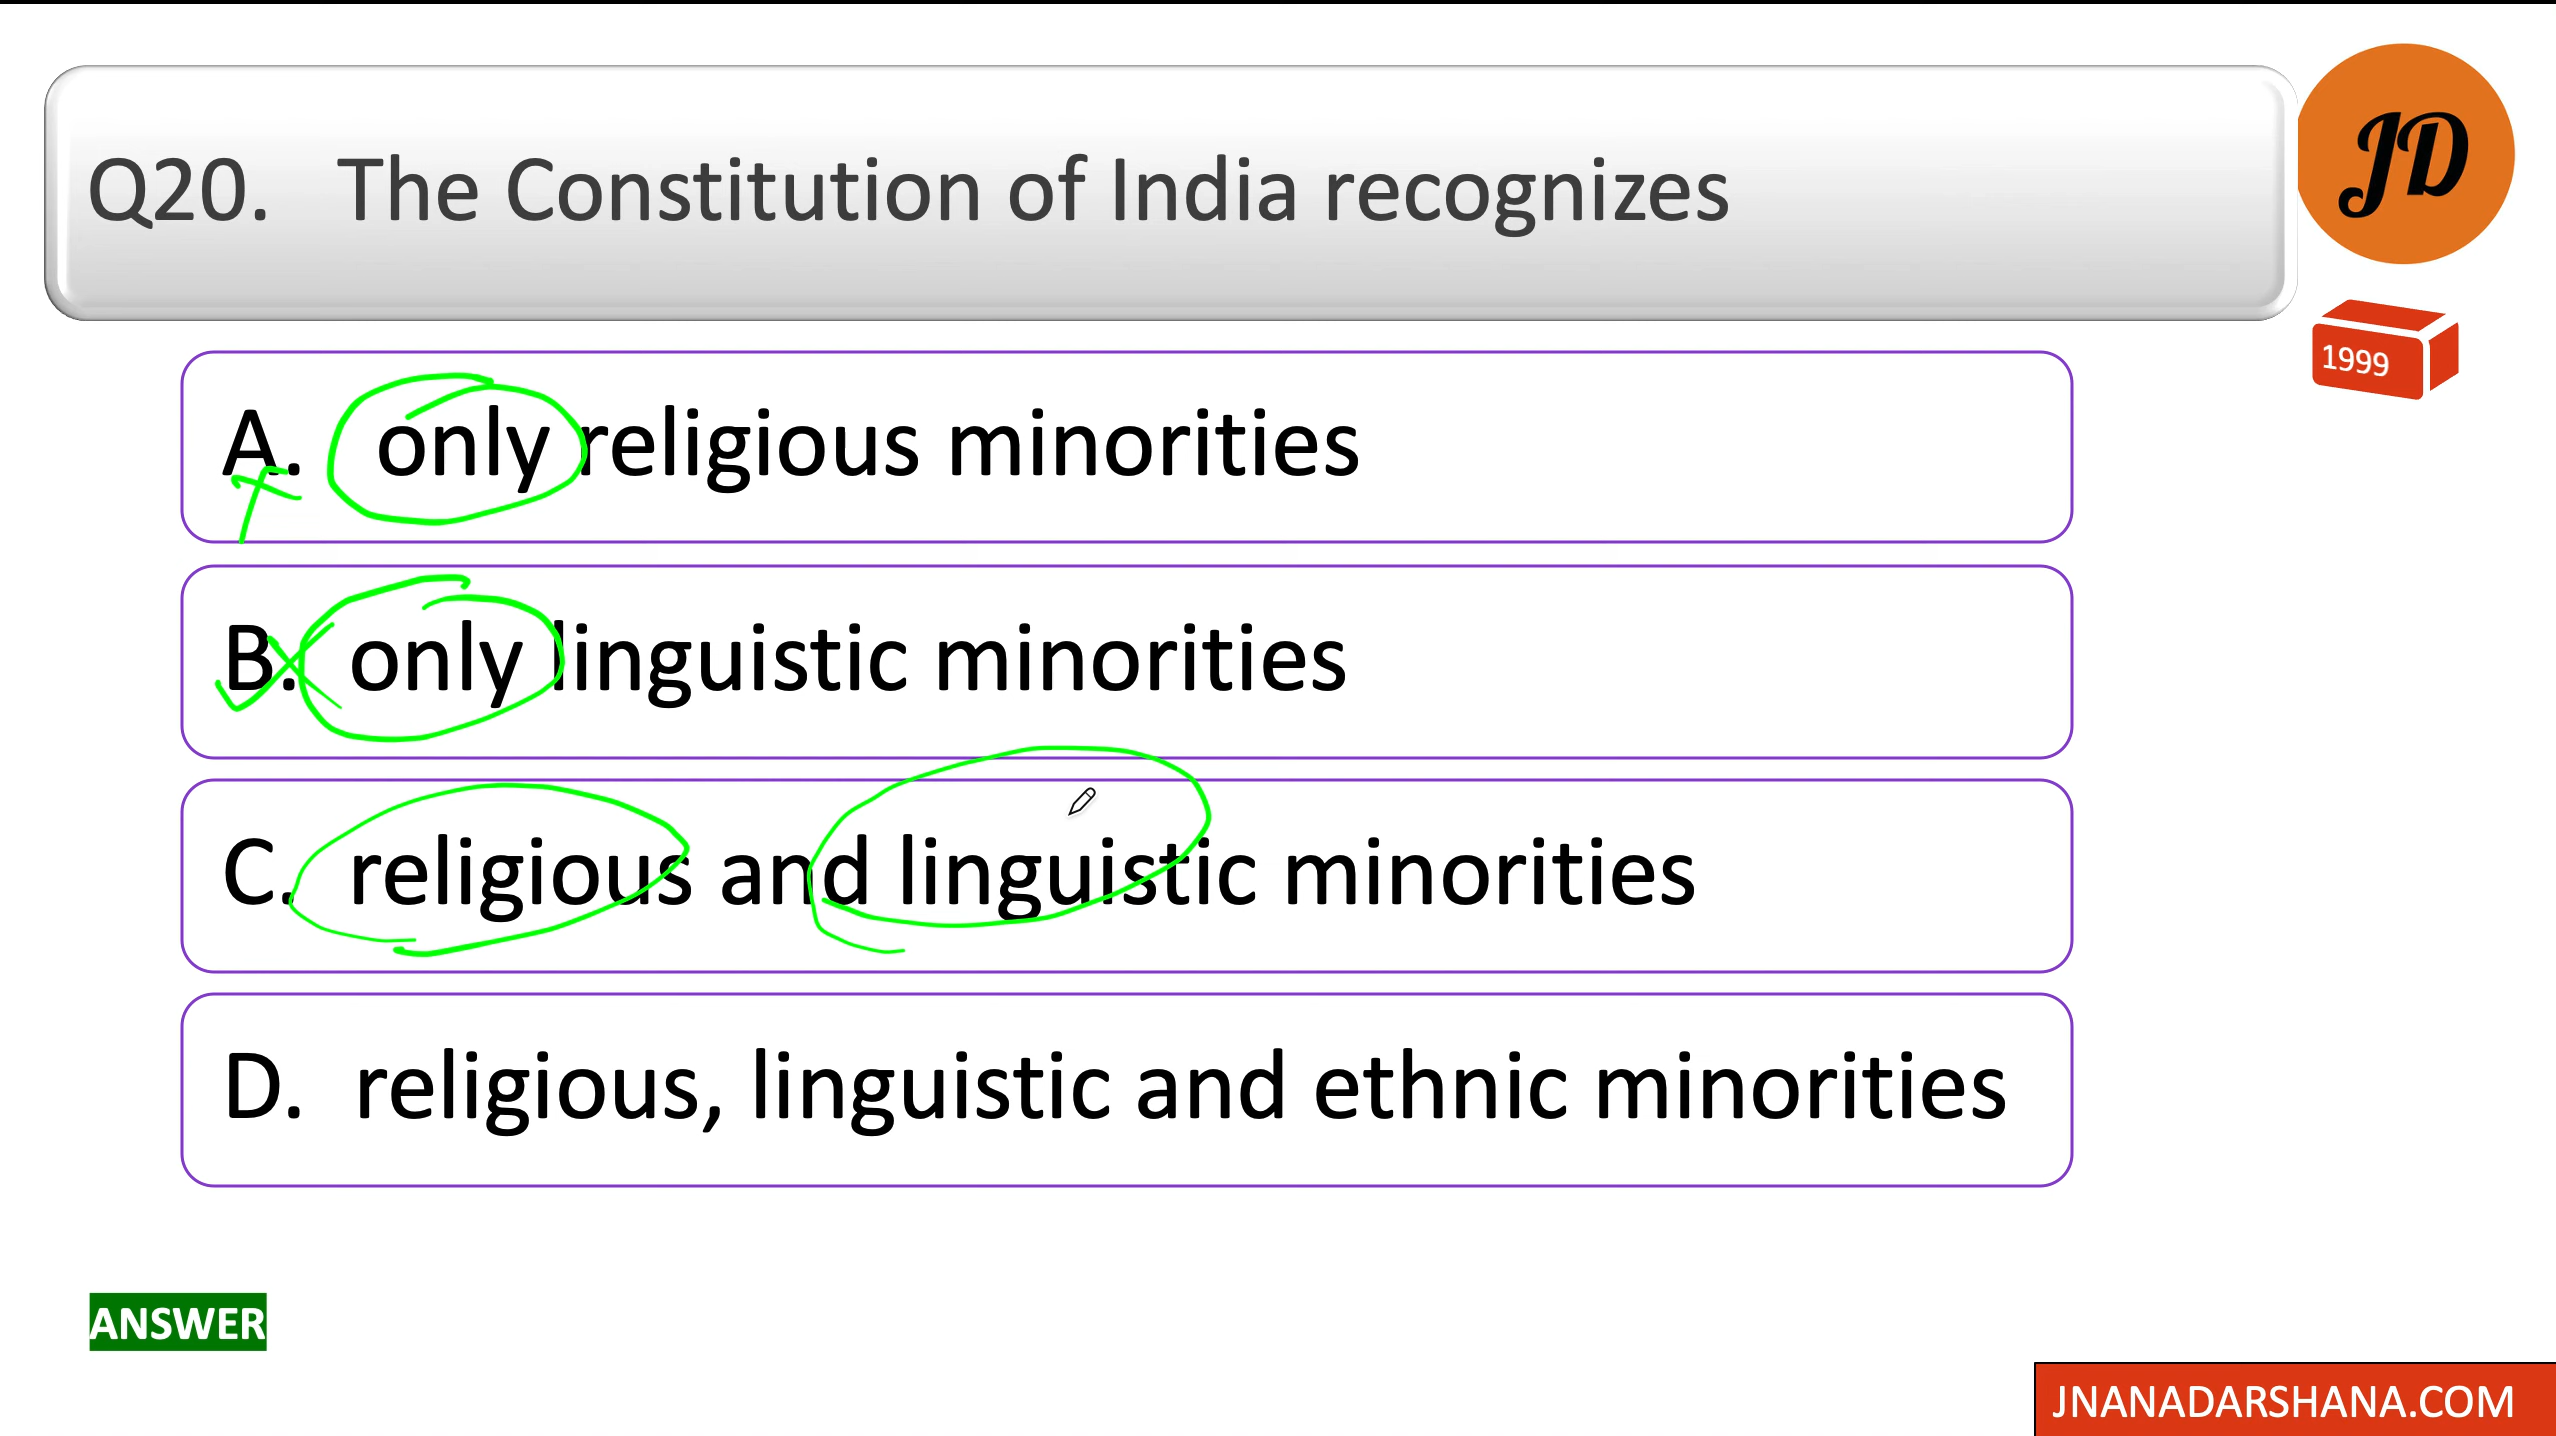 Q20. The Constitution of India recognizes
JD
1999
A. only religious minorities
B. only linguistic minorities
C. religious and linguistic minorities
D. religious, linguistic and ethnic minorities
ANSWER
JNANADARSHANA.COM